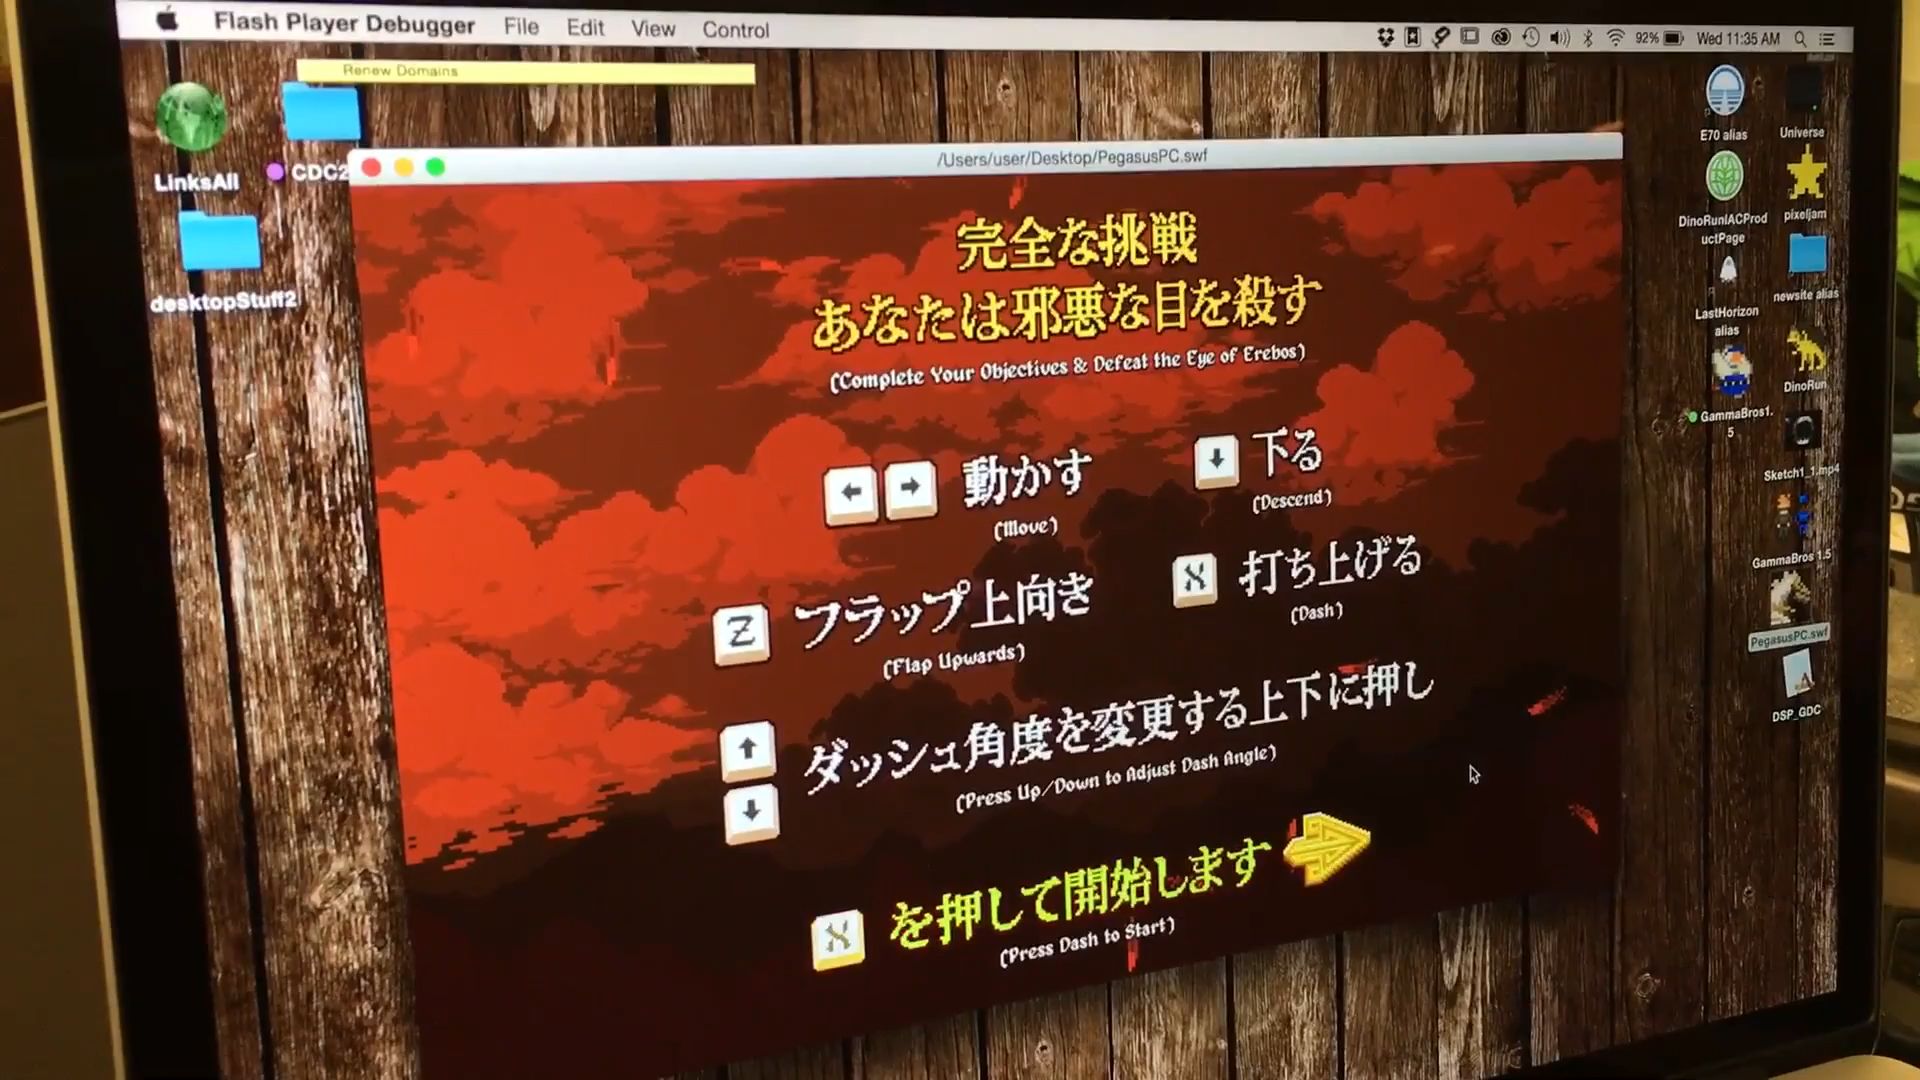 Flash Player Debugger File Edit View Control
92% Wed 11:35 AM
Renew Domains
LinksAll
CDC2
desktopStuff2
/Users/user/Desktop/PegasusPC.swf
完全な挑戦
あなたは邪悪な目を殺す
(Complete Your Objectives & Defeat the Eye of Erebos)
動かす
(Move)
下る
(Descend)
Z フラップ上向き
(Flap Upwards)
X 打ち上げる
(Dash)
ダッシュ角度を変更する上下に押し
(Press Up/Down to Adjust Dash Angle)
X を押して開始します
(Press Dash to Start)
E70 alias
Universe
DinoRunIACProd
uctPage
pixeljam
LastHorizon
alias
newsite alias
DinoRun
GammaBros1.
5
Sketch1_1.mp4
GammaBros 1.5
PegasusPC.swf
DSP_GDC